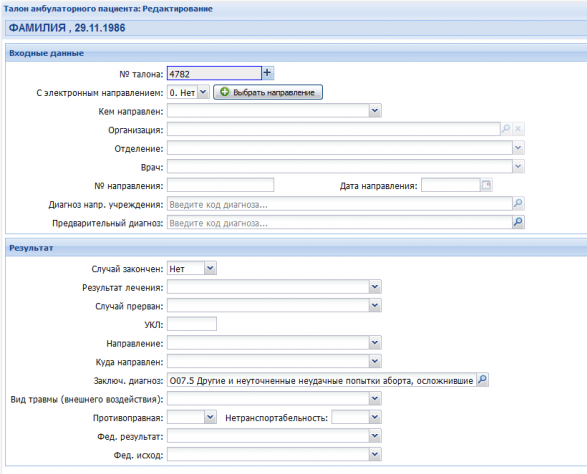 Талон амбулаторного пациента: Редактирование
ФАМИЛИЯ , 29.11.1986
Входные данные
№ талона: 4782
С электронным направлением: 0. Нет Выбрать направление
Кем направлен:
Организация:
Отделение:
Врач:
№ направления: Дата направления:
Диагноз напр. учреждения: Введите код диагноза...
Предварительный диагноз: Введите код диагноза...
Результат
Случай закончен: Нет
Результат лечения:
Случай прерван:
УКЛ:
Направление:
Куда направлен:
Заключ. диагноз: O07.5 Другие и неуточненные неудачные попытки аборта, осложнившие
Вид травмы (внешнего воздействия):
Противоправная: Нетранспортабельность:
Фед. результат:
Фед. исход: